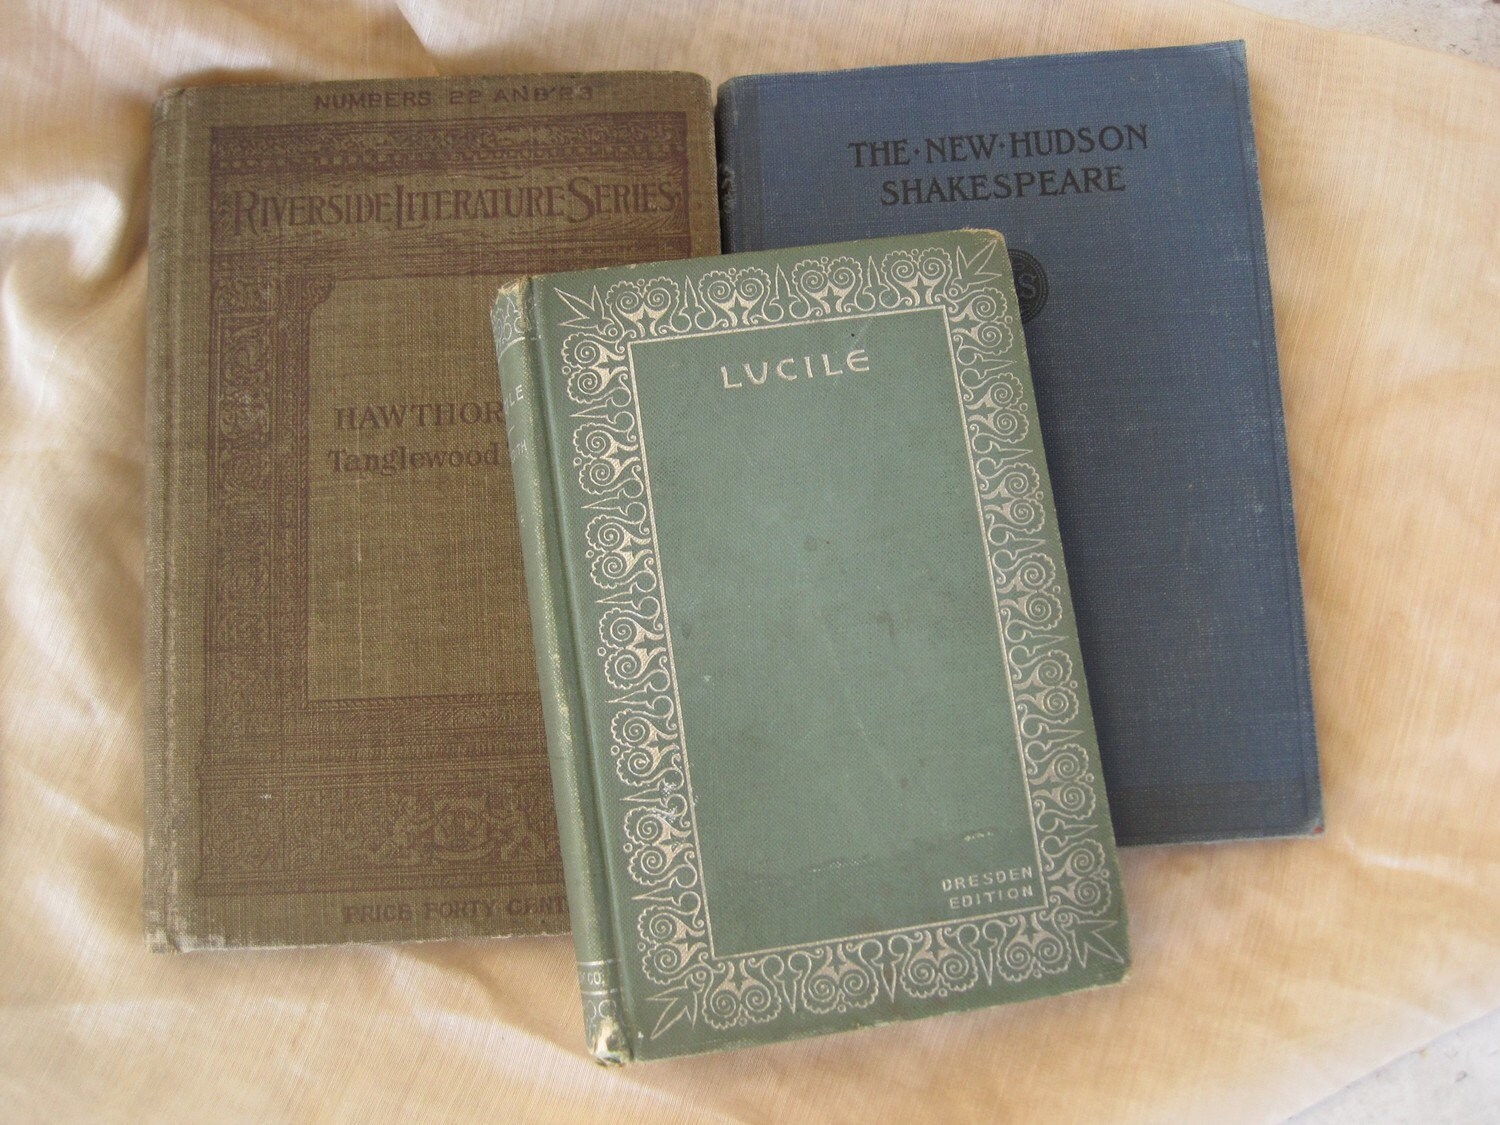 NUMBERS 22 AND 23
RIVERSIDE LITERATURE SERIES
HAWTHOR
Tanglewood
PRICE FORTY CENT
THE·NEW·HUDSON
SHAKESPEARE
LUCILE
DRESDEN
EDITION
CO.